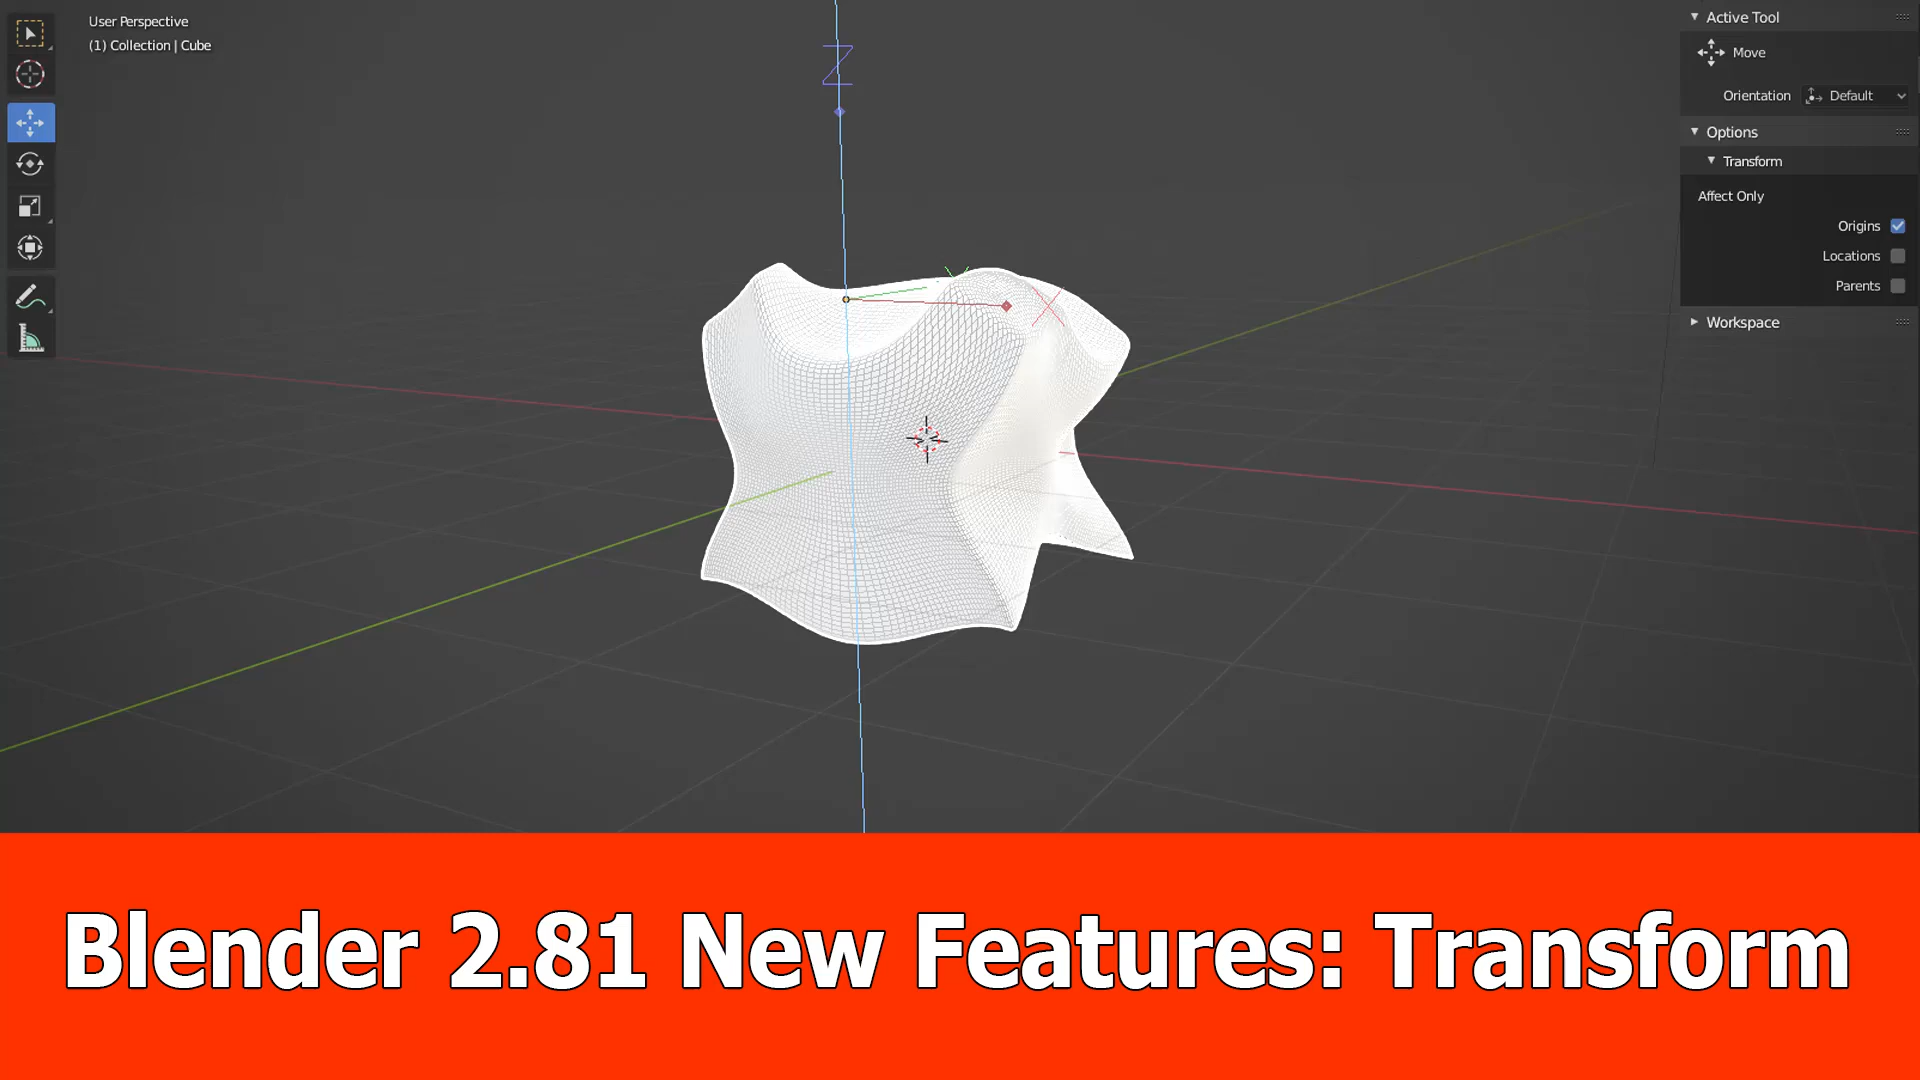 User Perspective
(1) Collection | Cube
Z
Y
X
Active Tool
Move
Orientation Default
Options
Transform
Affect Only
Origins
Locations
Parents
Workspace
Blender 2.81 New Features: Transform